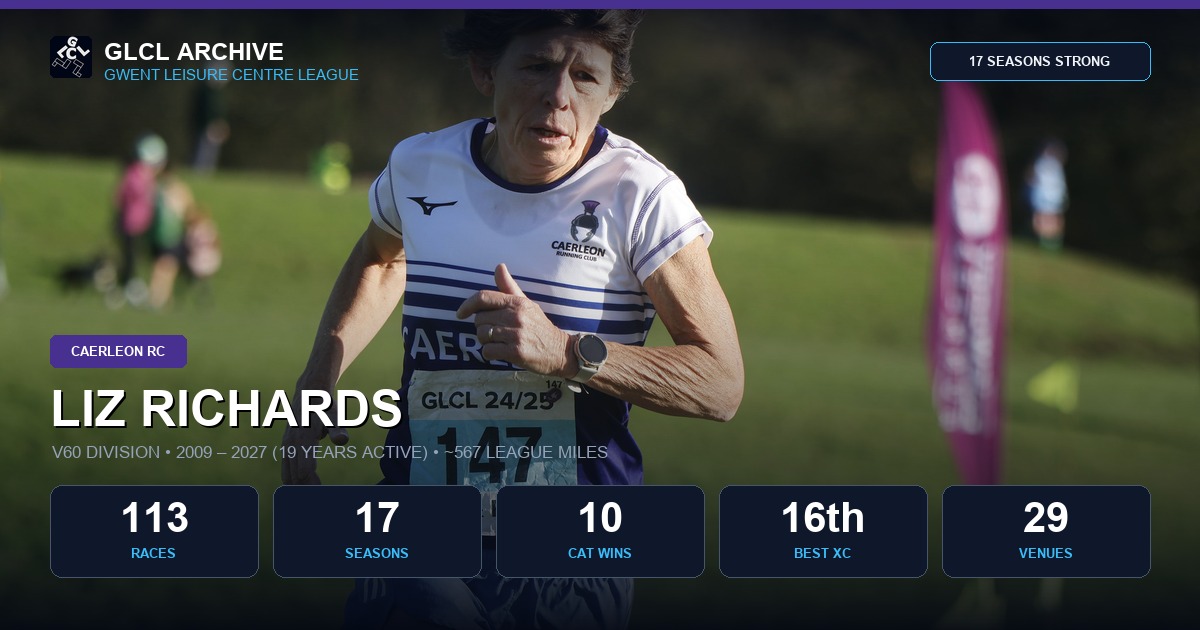 GLCL ARCHIVE
GWENT LEISURE CENTRE LEAGUE
17 SEASONS STRONG
CAERLEON
RUNNING CLUB
CAERLEON RC
LIZ RICHARDS
GLCL 24/25
147
147
V60 DIVISION • 2009 – 2027 (19 YEARS ACTIVE) • ~567 LEAGUE MILES
113
RACES
17
SEASONS
10
CAT WINS
16th
BEST XC
29
VENUES